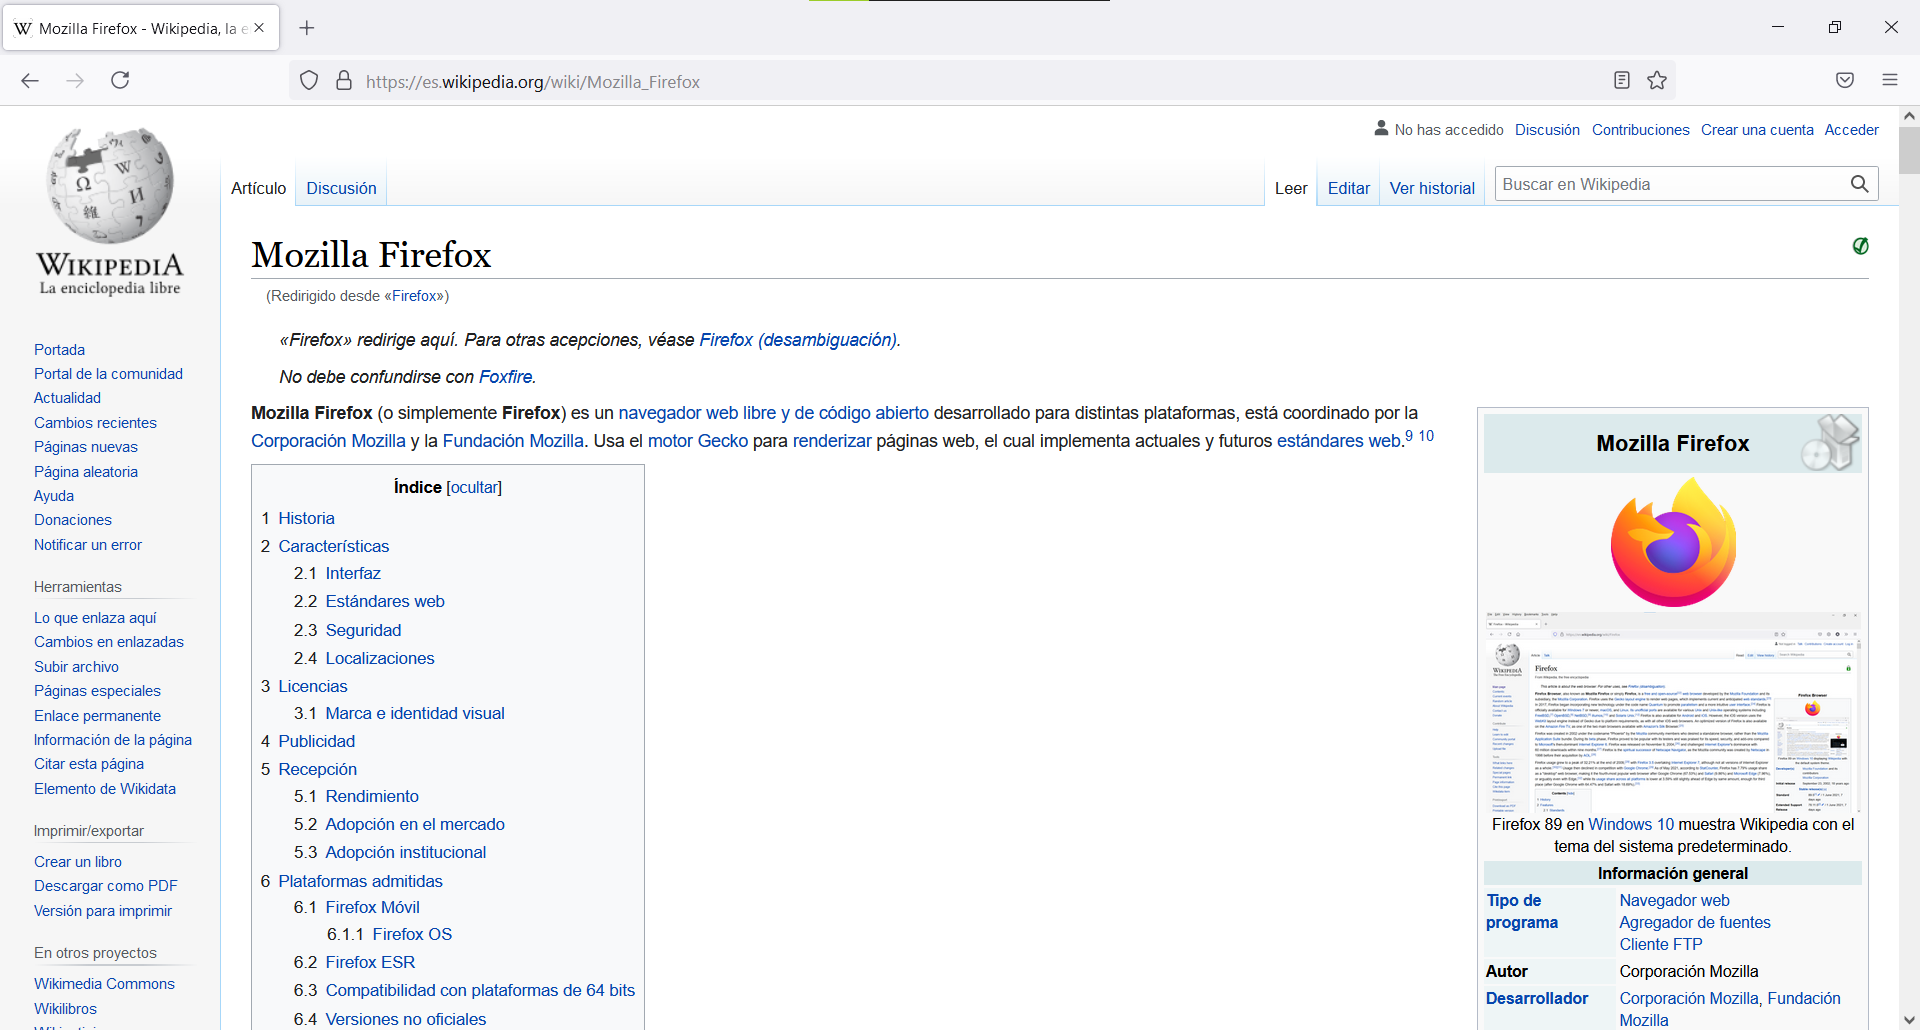 Mozilla Firefox - Wikipedia, la e
https://es.wikipedia.org/wiki/Mozilla_Firefox
No has accedido Discusión Contribuciones Crear una cuenta Acceder
Artículo Discusión Leer Editar Ver historial Buscar en Wikipedia
WIKIPEDIA
La enciclopedia libre
Portada
Portal de la comunidad
Actualidad
Cambios recientes
Páginas nuevas
Página aleatoria
Ayuda
Donaciones
Notificar un error
Herramientas
Lo que enlaza aquí
Cambios en enlazadas
Subir archivo
Páginas especiales
Enlace permanente
Información de la página
Citar esta página
Elemento de Wikidata
Imprimir/exportar
Crear un libro
Descargar como PDF
Versión para imprimir
En otros proyectos
Wikimedia Commons
Wikilibros
Mozilla Firefox
(Redirigido desde «Firefox»)
«Firefox» redirige aquí. Para otras acepciones, véase Firefox (desambiguación).
No debe confundirse con Foxfire.
Mozilla Firefox (o simplemente Firefox) es un navegador web libre y de código abierto desarrollado para distintas plataformas, está coordinado por la
Corporación Mozilla y la Fundación Mozilla. Usa el motor Gecko para renderizar páginas web, el cual implementa actuales y futuros estándares web.9 10
Índice [ocultar]
1 Historia
2 Características
2.1 Interfaz
2.2 Estándares web
2.3 Seguridad
2.4 Localizaciones
3 Licencias
3.1 Marca e identidad visual
4 Publicidad
5 Recepción
5.1 Rendimiento
5.2 Adopción en el mercado
5.3 Adopción institucional
6 Plataformas admitidas
6.1 Firefox Móvil
6.1.1 Firefox OS
6.2 Firefox ESR
6.3 Compatibilidad con plataformas de 64 bits
6.4 Versiones no oficiales
Mozilla Firefox
Firefox 89 en Windows 10 muestra Wikipedia con el
tema del sistema predeterminado.
Información general
Tipo de programa Navegador web
Agregador de fuentes
Cliente FTP
Autor Corporación Mozilla
Desarrollador Corporación Mozilla, Fundación
Mozilla